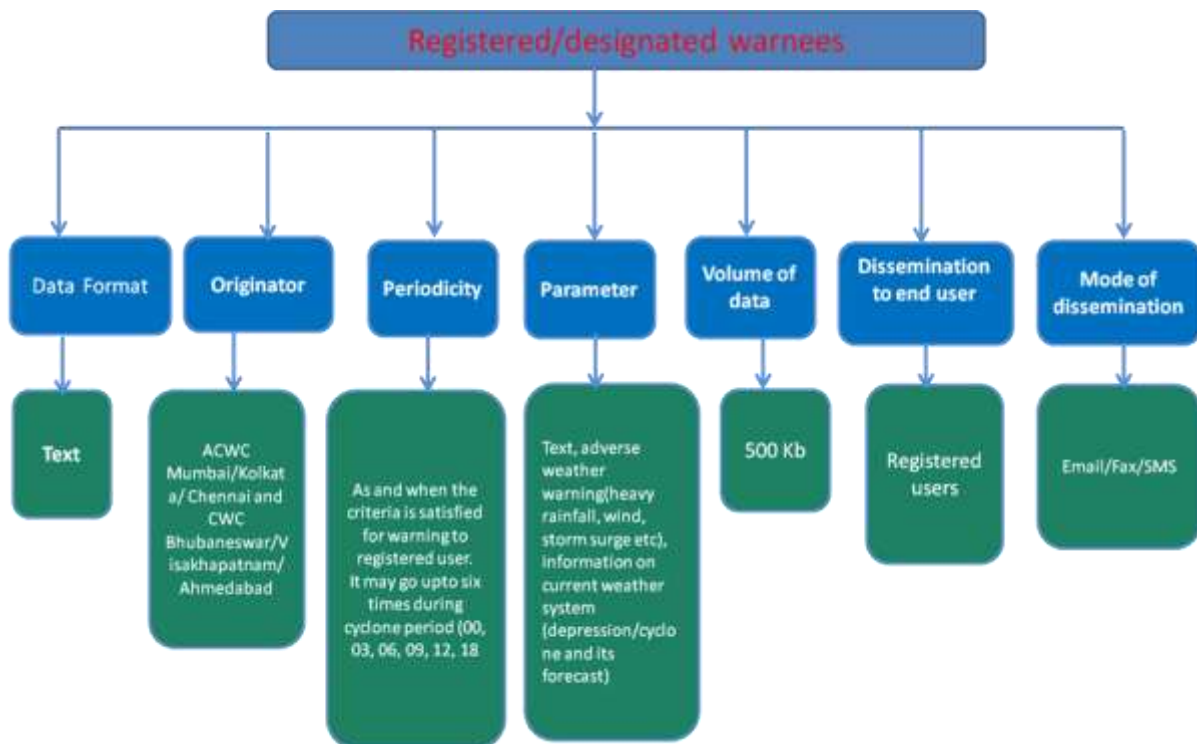 Registered/designated warnees
Data Format
Originator
Periodicity
Parameter
Volume of
data
Dissemination
to end user
Mode of
dissemination
Text
ACWC
Mumbai/Kolkat
a/ Chennai and
CWC
Bhubaneswar/V
isakhapatnam/
Ahmedabad
As and when the
criteria is satisfied
for warning to
registered user.
It may go upto six
times during
cyclone period (00,
03, 06, 09, 12, 18
Text, adverse
weather
warning(heavy
rainfall, wind,
storm surge etc),
information on
current weather
system
(depression/cyclo
ne and its
forecast)
500 Kb
Registered
users
Email/Fax/SMS